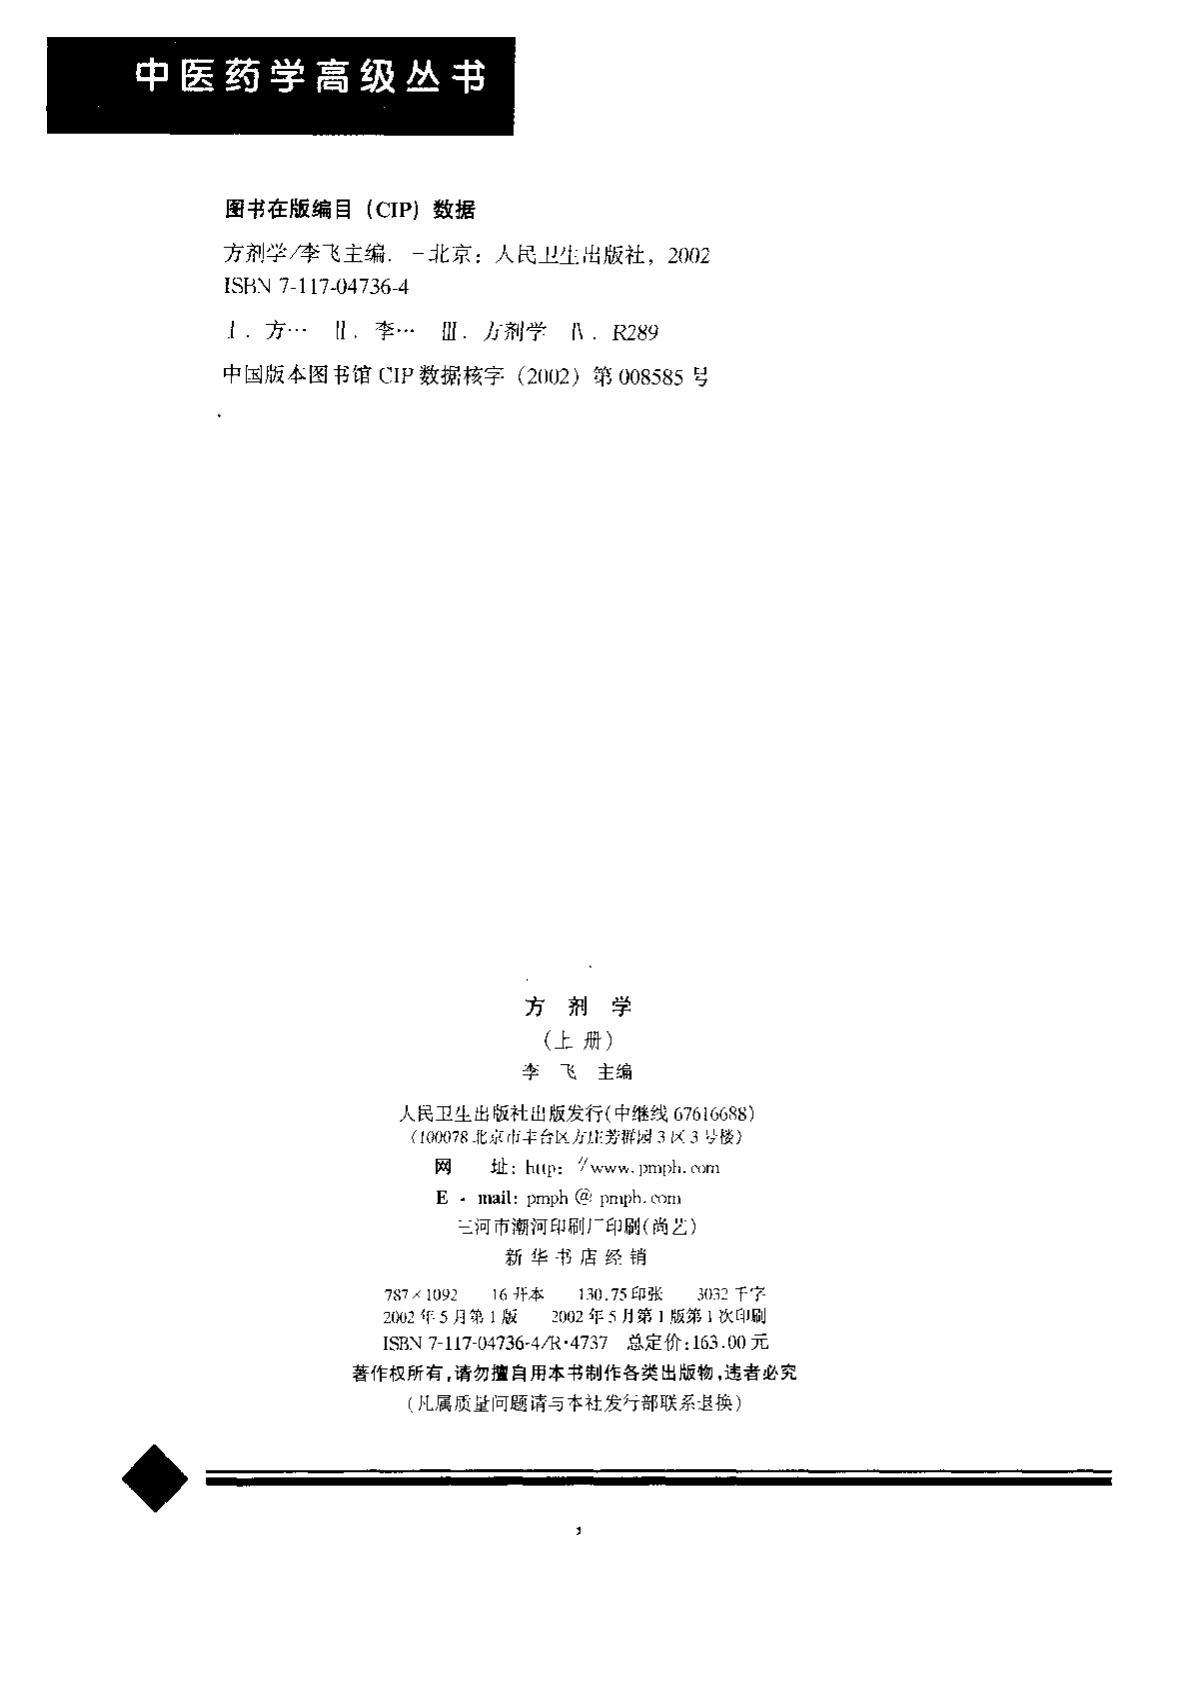 中医药学高级丛书
图书在版编目（CIP）数据
方剂学/李飞主编. －北京：人民卫生出版社，2002
ISBN 7-117-04736-4
Ⅰ. 方… Ⅱ. 李… Ⅲ. 方剂学 Ⅳ. R289
中国版本图书馆 CIP 数据核字（2002）第 008585 号
方 剂 学
（上 册）
李 飞 主编
人民卫生出版社出版发行(中继线 67616688)
(100078 北京市丰台区方庄芳群园 3 区 3 号楼)
网 址: http: //www. pmph. com
E - mail: pmph @ pmph. com
三河市潮河印刷厂印刷(尚艺)
新 华 书 店 经 销
787×1092 16 开本 130.75 印张 3032 千字
2002 年 5 月第 1 版 2002 年 5 月第 1 版第 1 次印刷
ISBN 7-117-04736-4/R·4737 总定价:163.00 元
著作权所有,请勿擅自用本书制作各类出版物,违者必究
(凡属质量问题请与本社发行部联系退换)